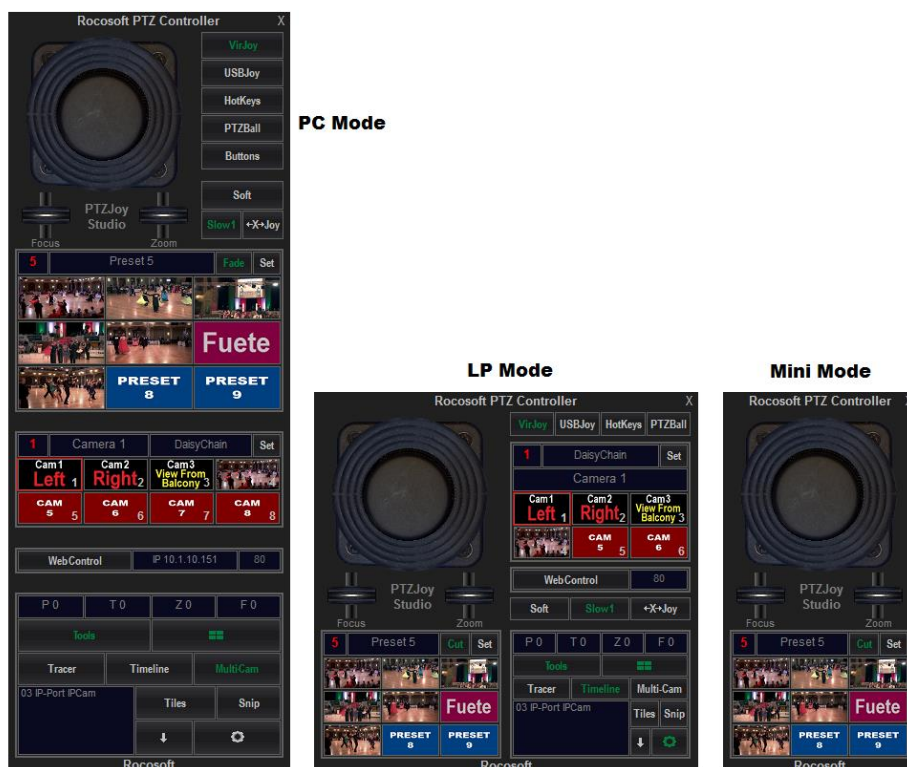 Rocosoft PTZ Controller X
VirJoy
USBJoy
HotKeys
PTZBall
Buttons
Soft
Slow1 ←X→Joy
PTZJoy
Studio
Focus Zoom
5 Preset 5 Fade Set
Fuete
PRESET 8
PRESET 9
1 Camera 1 DaisyChain Set
Cam1 Left 1
Cam2 Right 2
Cam3 View From Balcony 3
CAM 5 5
CAM 6 6
CAM 7 7
CAM 8 8
WebControl IP 10.1.10.151 80
P 0 T 0 Z 0 F 0
Tools
Tracer Timeline MultiCam
03 IP-Port IPCam
Tiles Snip
Rocosoft
PC Mode
LP Mode
Rocosoft PTZ Controller X
VirJoy USBJoy HotKeys PTZBall
1 DaisyChain Set
Camera 1
Cam1 Left 1
Cam2 Right 2
Cam3 View From Balcony 3
CAM 5 5
CAM 6 6
WebControl 80
Soft Slow1 ←X→Joy
PTZJoy
Studio
Focus Zoom
5 Preset 5 Cut Set
Fuete
PRESET 8
PRESET 9
P 0 T 0 Z 0 F 0
Tools
Tracer Timeline Multi-Cam
03 IP-Port IPCam
Tiles Snip
Rocosoft
Mini Mode
Rocosoft PTZ Controller
PTZJoy
Studio
Focus Zoom
5 Preset 5 Cut Set
Fuete
PRESET 8
PRESET 9
Rocosoft